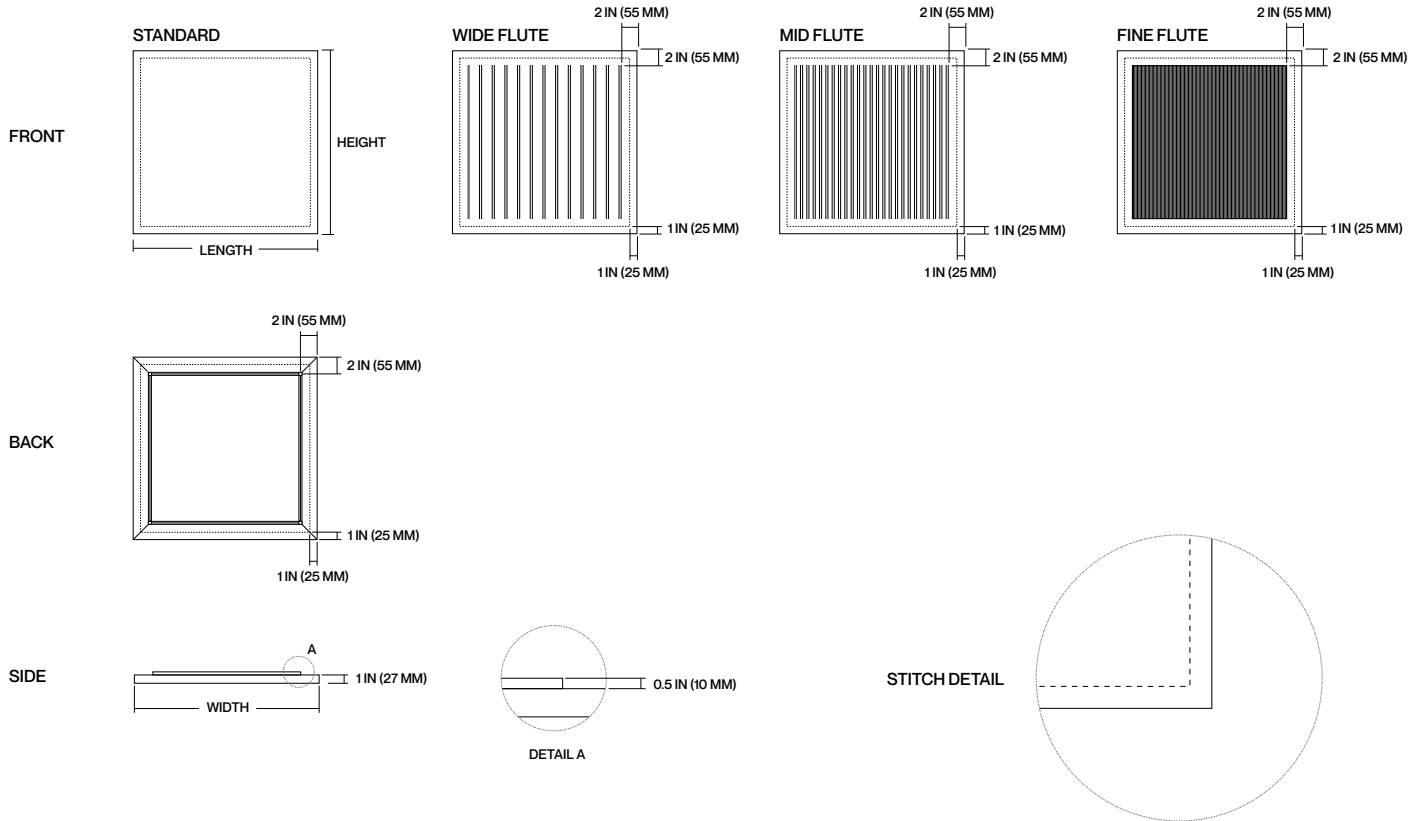 2 IN (55 MM)
2 IN (55 MM)
2 IN (55 MM)
STANDARD
WIDE FLUTE
MID FLUTE
FINE FLUTE
2 IN (55 MM)
2 IN (55 MM)
2 IN (55 MM)
FRONT
HEIGHT
1 IN (25 MM)
1 IN (25 MM)
1 IN (25 MM)
LENGTH
1 IN (25 MM)
1 IN (25 MM)
1 IN (25 MM)
2 IN (55 MM)
2 IN (55 MM)
BACK
1 IN (25 MM)
1 IN (25 MM)
A
SIDE
1 IN (27 MM)
0.5 IN (10 MM)
STITCH DETAIL
WIDTH
DETAIL A